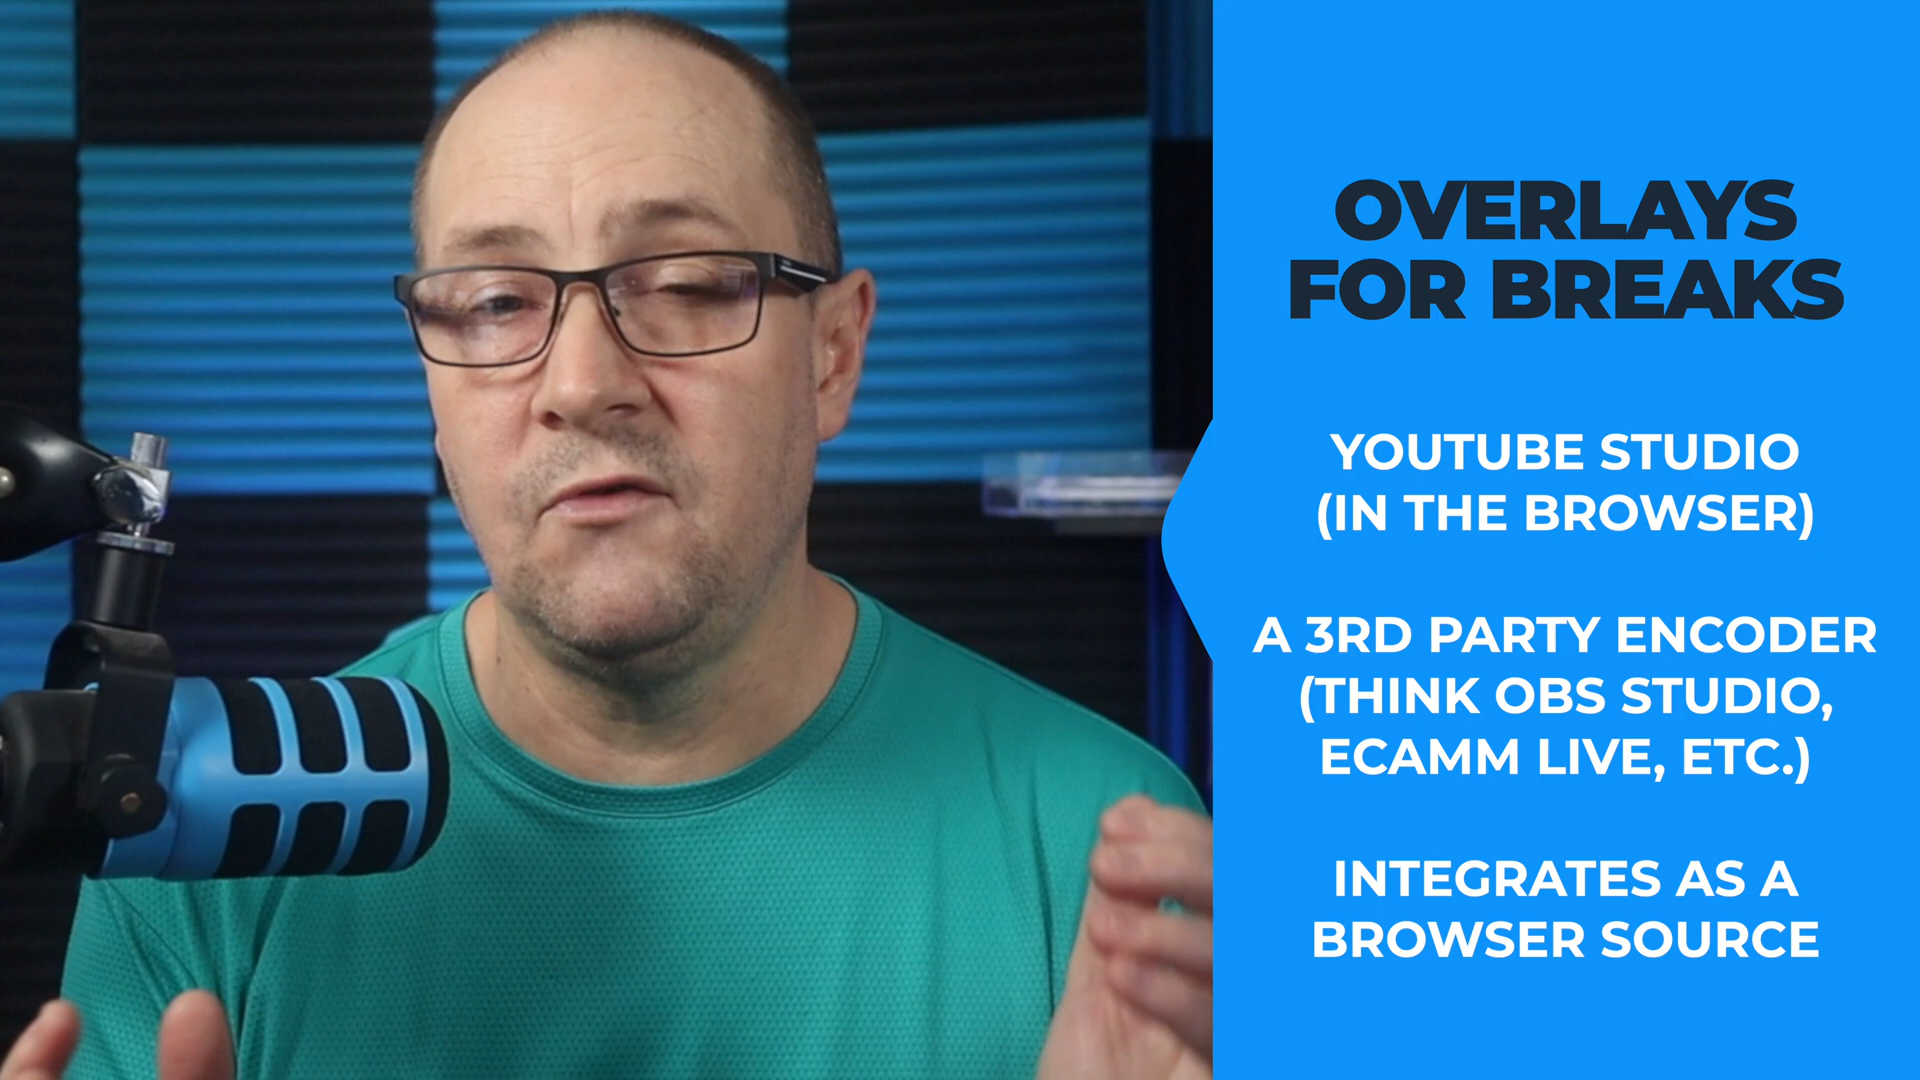 OVERLAYS
FOR BREAKS
YOUTUBE STUDIO
(IN THE BROWSER)
A 3RD PARTY ENCODER
(THINK OBS STUDIO,
ECAMM LIVE, ETC.)
INTEGRATES AS A
BROWSER SOURCE